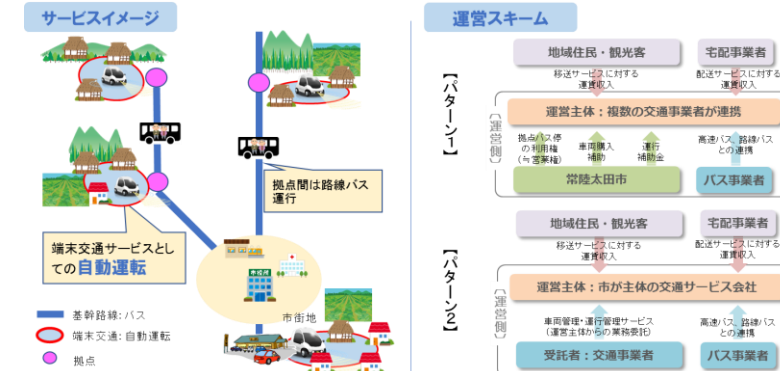 サービスイメージ
拠点間は路線バス
運行
端末交通サービスとし
ての自動運転
市役所
市街地
基幹路線:バス
端末交通:自動運転
拠点
運営スキーム
【パターン1】
地域住民・観光客
宅配事業者
移送サービスに対する
運賃収入
配送サービスに対する
運賃収入
〔運営側〕
運営主体:複数の交通事業者が連携
拠点バス停
の利用権
(≒営業権)
車両購入
補助
運行
補助金
高速バス、路線バス
との連携
常陸太田市
バス事業者
【パターン2】
地域住民・観光客
宅配事業者
移送サービスに対する
運賃収入
配送サービスに対する
運賃収入
〔運営側〕
運営主体:市が主体の交通サービス会社
車両管理・運行管理サービス
(運営主体からの業務委託)
高速バス、路線バス
との連携
受託者:交通事業者
バス事業者